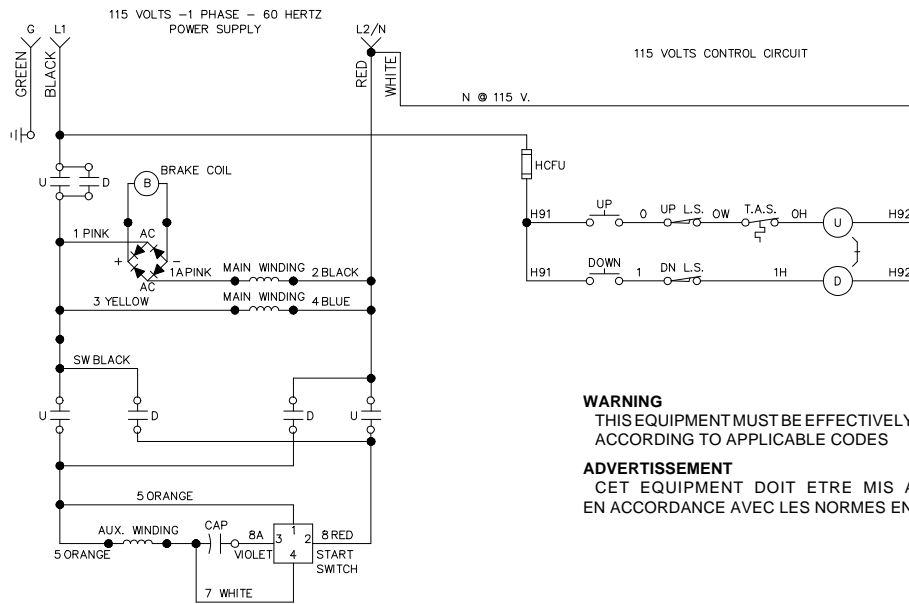 115 VOLTS –1 PHASE – 60 HERTZ
POWER SUPPLY
G L1 L2/N
GREEN
BLACK
RED
WHITE
115 VOLTS CONTROL CIRCUIT
N @ 115 V.
HCFU
BRAKE COIL
U D B
1 PINK AC
+ –
AC 1A PINK MAIN WINDING 2 BLACK
3 YELLOW MAIN WINDING 4 BLUE
H91 UP 0 UP L.S. OW T.A.S. OH U H92
H91 DOWN 1 DN L.S. 1H D H92
SW BLACK
U D D U
WARNING
THIS EQUIPMENT MUST BE EFFECTIVELY
ACCORDING TO APPLICABLE CODES
ADVERTISSEMENT
CET EQUIPMENT DOIT ETRE MIS A
EN ACCORDANCE AVEC LES NORMES EN
5 ORANGE
AUX. WINDING CAP 8A 3 1 2 8 RED
5 ORANGE VIOLET 4 START
SWITCH
7 WHITE